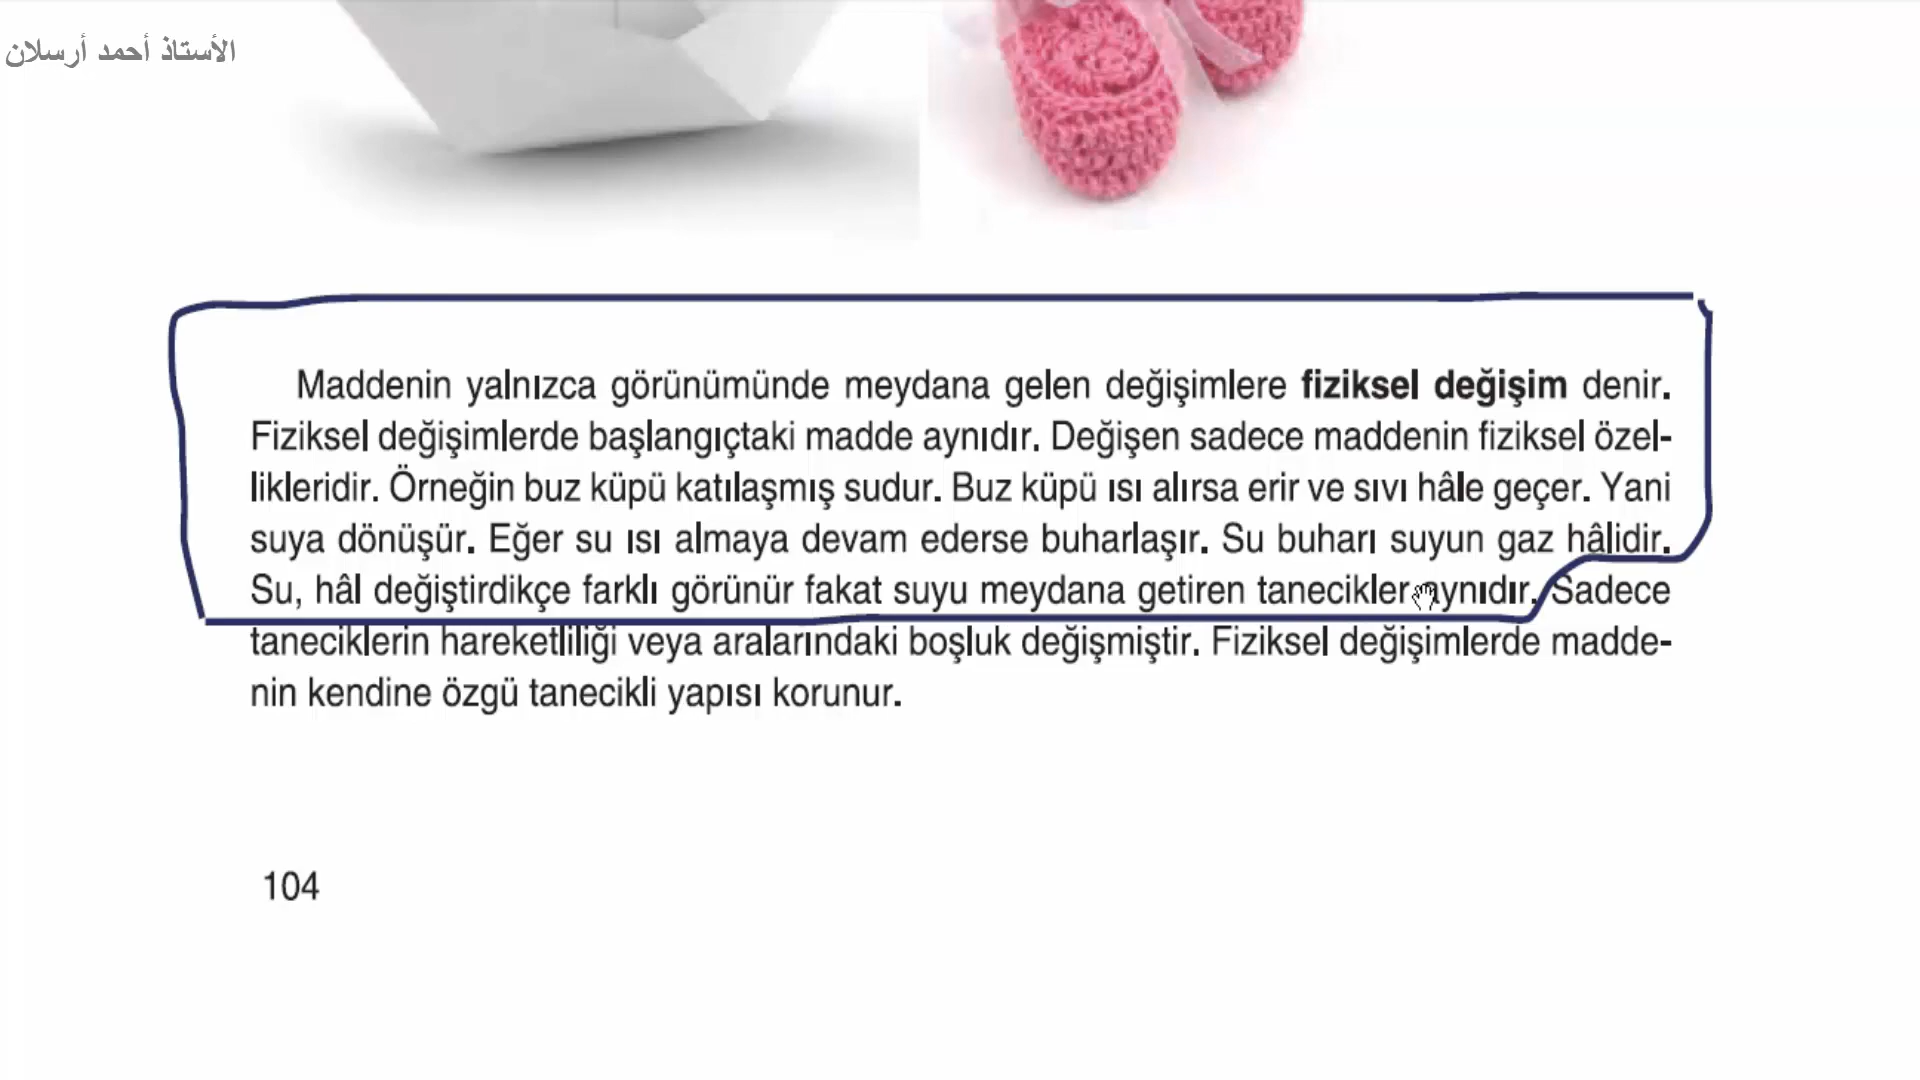 الأستاذ أحمد أرسلان
Maddenin yalnızca görünümünde meydana gelen değişimlere fiziksel değişim denir.
Fiziksel değişimlerde başlangıçtaki madde aynıdır. Değişen sadece maddenin fiziksel özel-
likleridir. Örneğin buz küpü katılaşmış sudur. Buz küpü ısı alırsa erir ve sıvı hâle geçer. Yani
suya dönüşür. Eğer su ısı almaya devam ederse buharlaşır. Su buharı suyun gaz hâlidir.
Su, hâl değiştirdikçe farklı görünür fakat suyu meydana getiren tanecikler aynıdır. Sadece
taneciklerin hareketliliği veya aralarındaki boşluk değişmiştir. Fiziksel değişimlerde madde-
nin kendine özgü tanecikli yapısı korunur.
104